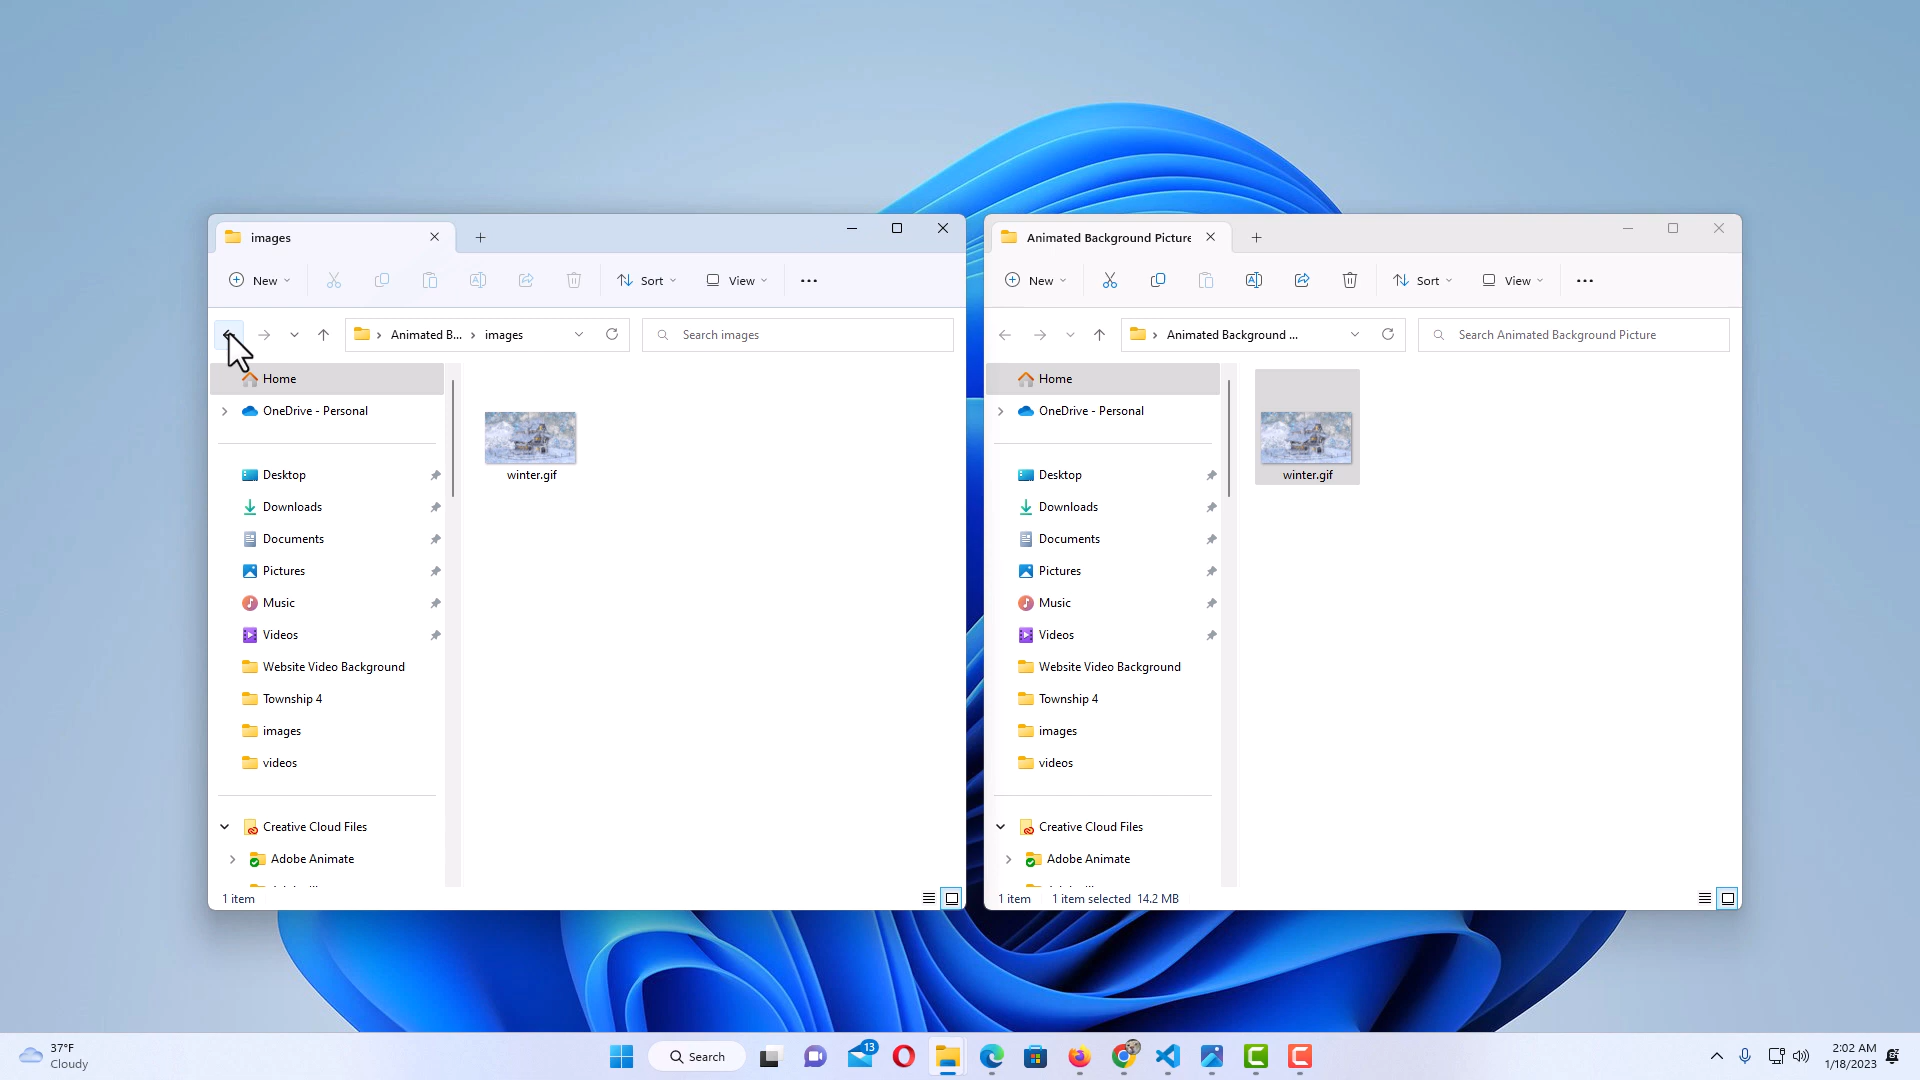 images
New
Sort
View
Animated B...
images
Search images
Home
OneDrive - Personal
Desktop
Downloads
Documents
Pictures
Music
Videos
Website Video Background
Township 4
images
videos
Creative Cloud Files
Adobe Animate
winter.gif
1 item
Animated Background Picture
New
Sort
View
Animated Background ...
Search Animated Background Picture
Home
OneDrive - Personal
Desktop
Downloads
Documents
Pictures
Music
Videos
Website Video Background
Township 4
images
videos
Creative Cloud Files
Adobe Animate
winter.gif
1 item 1 item selected 14.2 MB
37°F
Cloudy
Search
13
2:02 AM
1/18/2023